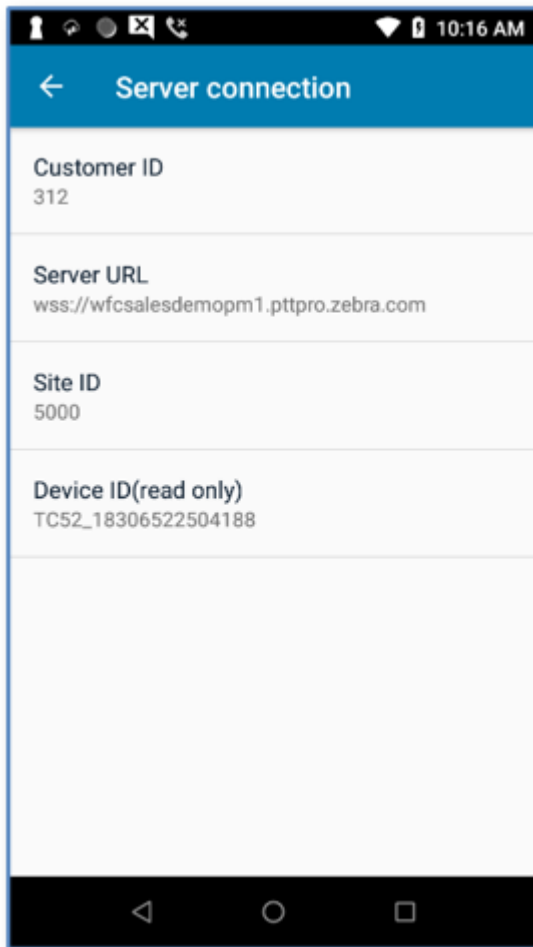 10:16 AM
Server connection
Customer ID
312
Server URL
wss://wfcsalesdemopm1.pttpro.zebra.com
Site ID
5000
Device ID(read only)
TC52_18306522504188